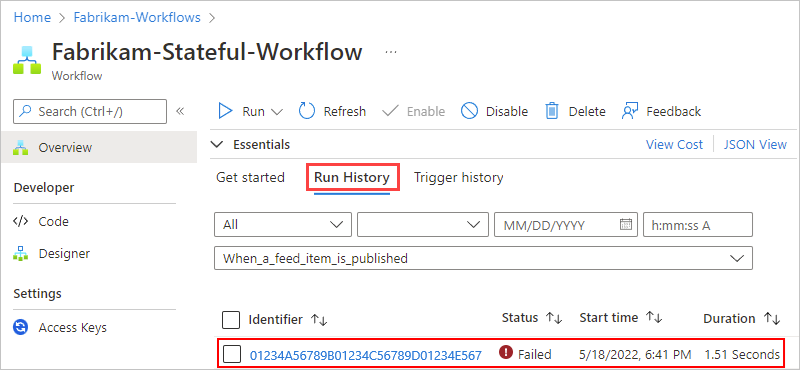 Home > Fabrikam-Workflows >
Fabrikam-Stateful-Workflow ...
Workflow
Search (Ctrl+/) «
Run Refresh Enable Disable Delete Feedback
Overview
Essentials View Cost JSON View
Get started Run History Trigger history
Developer
Code
Designer
Settings
Access Keys
All MM/DD/YYYY h:mm:ss A
When_a_feed_item_is_published
Identifier ↑↓ Status ↑↓ Start time ↑↓ Duration ↑↓
01234A56789B01234C56789D01234E567 Failed 5/18/2022, 6:41 PM 1.51 Seconds